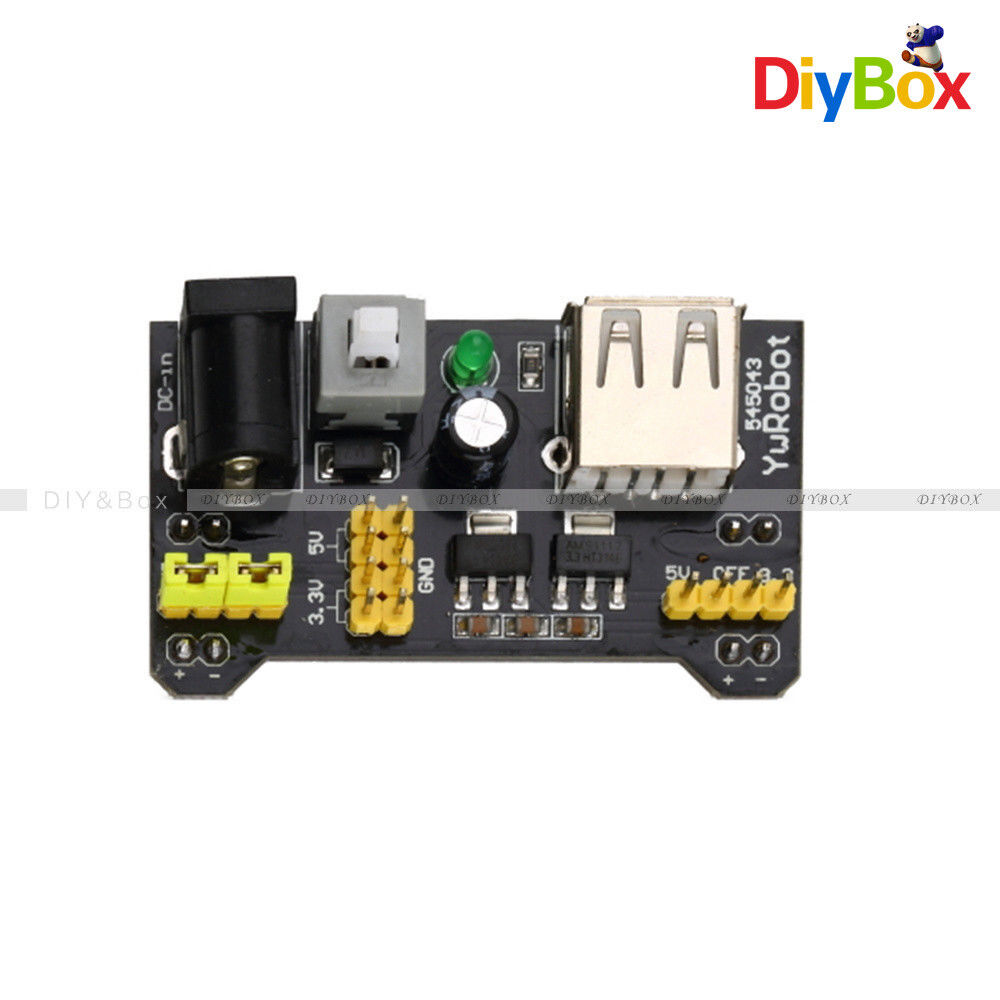 DiyBox
DC-in
545043
YwRobot
DIY&Box DIYBOX DIYBOX DIYBOX DIYBOX DIYBOX DIYBOX DIYBOX
5V
GND
3.3V
AMS1117
5V OFF
+ -
+ -